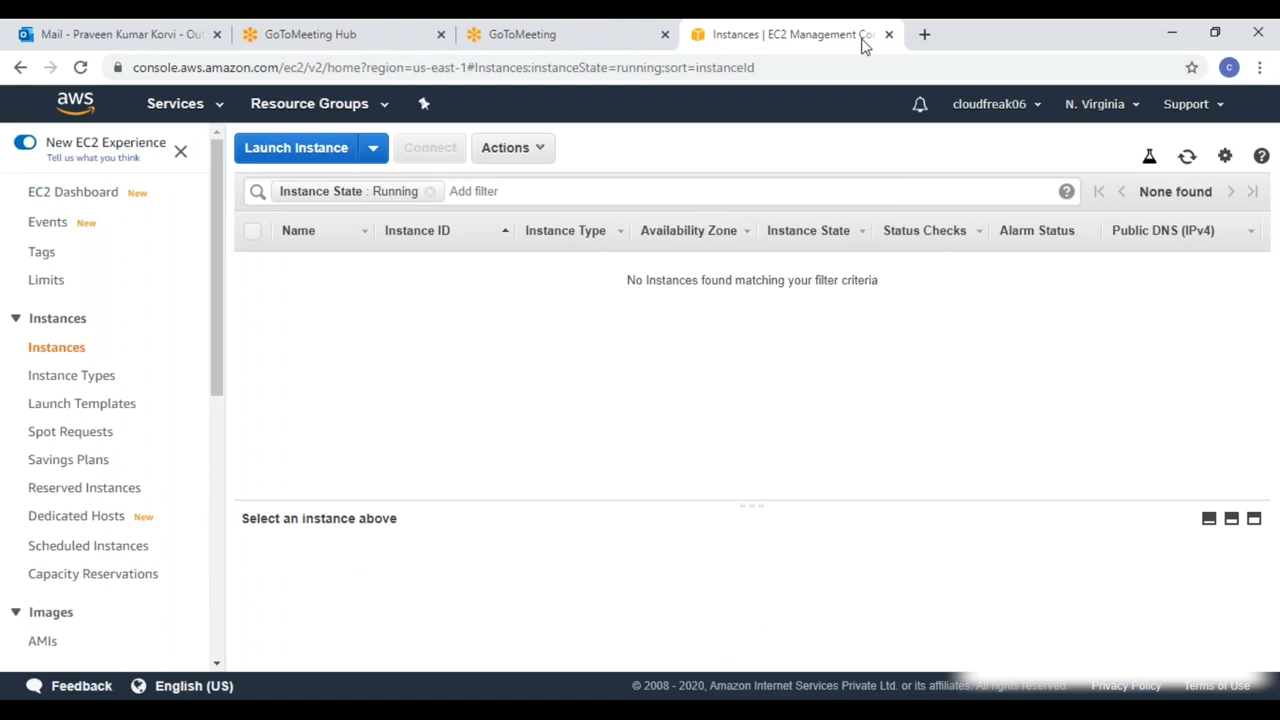 Mail - Praveen Kumar Korvi - Ou
GoToMeeting Hub
GoToMeeting
Instances | EC2 Management Co
console.aws.amazon.com/ec2/v2/home?region=us-east-1#Instances:instanceState=running;sort=instanceId
C
aws
Services
Resource Groups
cloudfreak06
N. Virginia
Support
New EC2 Experience
Tell us what you think
Launch Instance
Connect
Actions
EC2 Dashboard New
Events New
Tags
Limits
Instances
Instances
Instance Types
Launch Templates
Spot Requests
Savings Plans
Reserved Instances
Dedicated Hosts New
Scheduled Instances
Capacity Reservations
Images
AMIs
Instance State : Running
Add filter
None found
Name
Instance ID
Instance Type
Availability Zone
Instance State
Status Checks
Alarm Status
Public DNS (IPv4)
No Instances found matching your filter criteria
Select an instance above
Feedback
English (US)
© 2008 - 2020, Amazon Internet Services Private Ltd. or its affiliates. All rights reserved.
Privacy Policy
Terms of Use